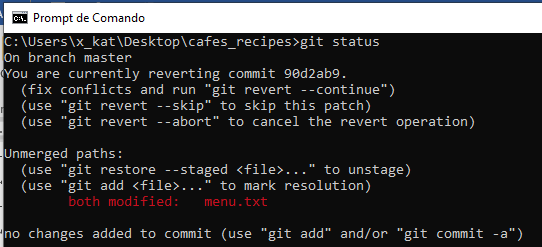 Prompt de Comando
C:\Users\x_kat\Desktop\cafes_recipes>git status
On branch master
You are currently reverting commit 90d2ab9.
  (fix conflicts and run "git revert --continue")
  (use "git revert --skip" to skip this patch)
  (use "git revert --abort" to cancel the revert operation)

Unmerged paths:
  (use "git restore --staged <file>..." to unstage)
  (use "git add <file>..." to mark resolution)
        both modified:   menu.txt

no changes added to commit (use "git add" and/or "git commit -a")